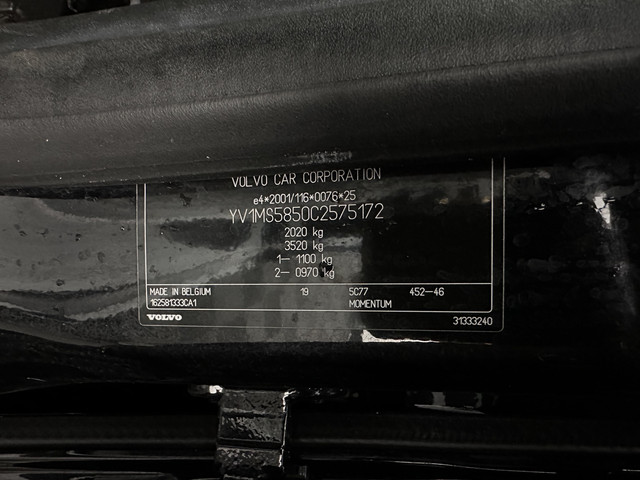 VOLVO CAR CORPORATION
e4*2001/116*0076*25
YV1MS5850C2575172
2020 kg
3520 kg
1- 1100 kg
2- 0970 kg
MADE IN BELGIUM 19 5C77 452-46
162581333CA1 MOMENTUM
VOLVO 31333240